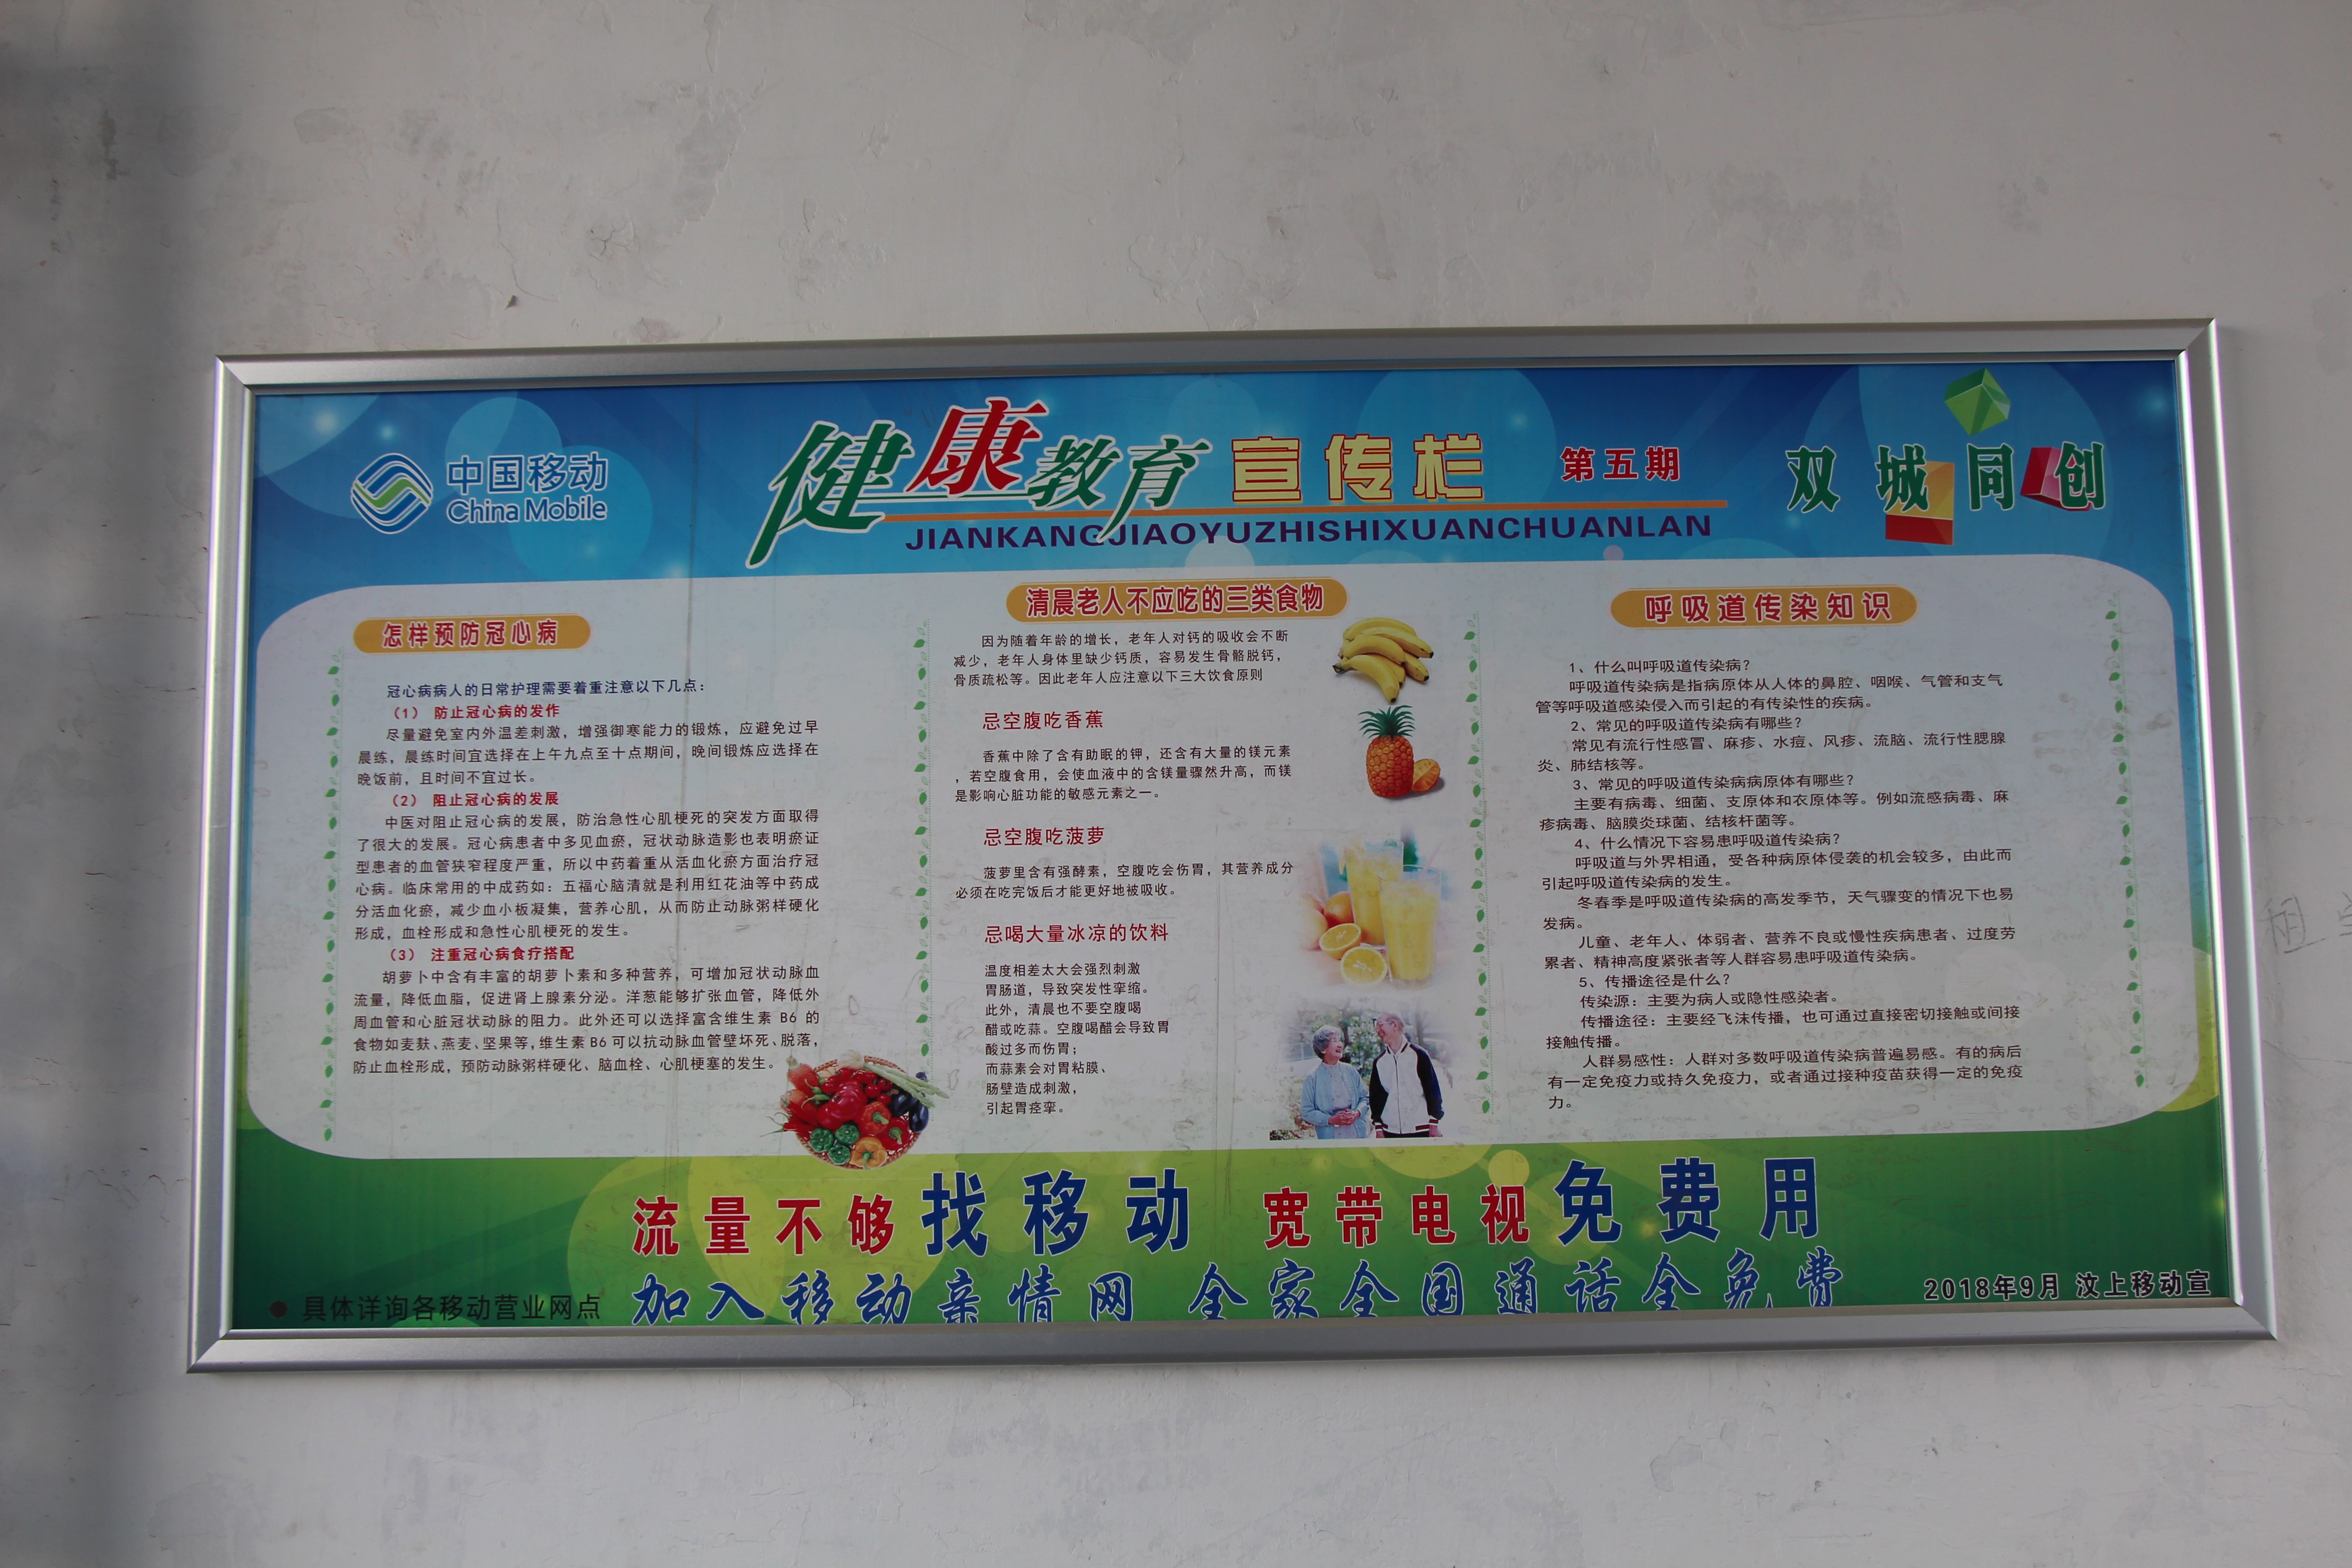 中国移动
China Mobile
健康教育宣传栏 第五期
JIANKANGJIAOYUZHISHIXUANCHUANLAN
双城同创
怎样预防冠心病
冠心病病人的日常护理需要着重注意以下几点：
（1） 防止冠心病的发作
尽量避免室内外温差刺激，增强御寒能力的锻炼，应避免过早
晨练，晨练时间宜选择在上午九点至十点期间，晚间锻炼应选择在
晚饭前，且时间不宜过长。
（2） 阻止冠心病的发展
中医对阻止冠心病的发展，防治急性心肌梗死的突发方面取得
了很大的发展。冠心病患者中多见血瘀，冠状动脉造影也表明瘀证
型患者的血管狭窄程度严重，所以中药着重从活血化瘀方面治疗冠
心病。临床常用的中成药如：五福心脑清就是利用红花油等中药成
分活血化瘀，减少血小板凝集，营养心肌，从而防止动脉粥样硬化
形成，血栓形成和急性心肌梗死的发生。
（3） 注重冠心病食疗搭配
胡萝卜中含有丰富的胡萝卜素和多种营养，可增加冠状动脉血
流量，降低血脂，促进肾上腺素分泌。洋葱能够扩张血管，降低外
周血管和心脏冠状动脉的阻力。此外还可以选择富含维生素 B6 的
食物如麦麸、燕麦、坚果等，维生素 B6 可以抗动脉血管壁坏死、脱落，
防止血栓形成，预防动脉粥样硬化、脑血栓、心肌梗塞的发生。
清晨老人不应吃的三类食物
因为随着年龄的增长，老年人对钙的吸收会不断
减少，老年人身体里缺少钙质，容易发生骨骼脱钙，
骨质疏松等。因此老年人应注意以下三大饮食原则
忌空腹吃香蕉
香蕉中除了含有助眠的钾，还含有大量的镁元素
，若空腹食用，会使血液中的含镁量骤然升高，而镁
是影响心脏功能的敏感元素之一。
忌空腹吃菠萝
菠萝里含有强酵素，空腹吃会伤胃，其营养成分
必须在吃完饭后才能更好地被吸收。
忌喝大量冰凉的饮料
温度相差太大会强烈刺激
胃肠道，导致突发性挛缩。
此外，清晨也不要空腹喝
醋或吃蒜。空腹喝醋会导致胃
酸过多而伤胃；
而蒜素会对胃粘膜、
肠壁造成刺激，
引起胃痉挛。
呼吸道传染知识
1、什么叫呼吸道传染病？
呼吸道传染病是指病原体从人体的鼻腔、咽喉、气管和支气
管等呼吸道感染侵入而引起的有传染性的疾病。
2、常见的呼吸道传染病有哪些？
常见有流行性感冒、麻疹、水痘、风疹、流脑、流行性腮腺
炎、肺结核等。
3、常见的呼吸道传染病病原体有哪些？
主要有病毒、细菌、支原体和衣原体等。例如流感病毒、麻
疹病毒、脑膜炎球菌、结核杆菌等。
4、什么情况下容易患呼吸道传染病？
呼吸道与外界相通，受各种病原体侵袭的机会较多，由此而
引起呼吸道传染病的发生。
冬春季是呼吸道传染病的高发季节，天气骤变的情况下也易
发病。
儿童、老年人、体弱者、营养不良或慢性疾病患者、过度劳
累者、精神高度紧张者等人群容易患呼吸道传染病。
5、传播途径是什么？
传染源：主要为病人或隐性感染者。
传播途径：主要经飞沫传播，也可通过直接密切接触或间接
接触传播。
人群易感性：人群对多数呼吸道传染病普遍易感。有的病后
有一定免疫力或持久免疫力，或者通过接种疫苗获得一定的免疫
力。
流量不够找移动 宽带电视免费用
加入移动亲情网 全家全国通话全免费
● 具体详询各移动营业网点
2018年9月 汶上移动宣